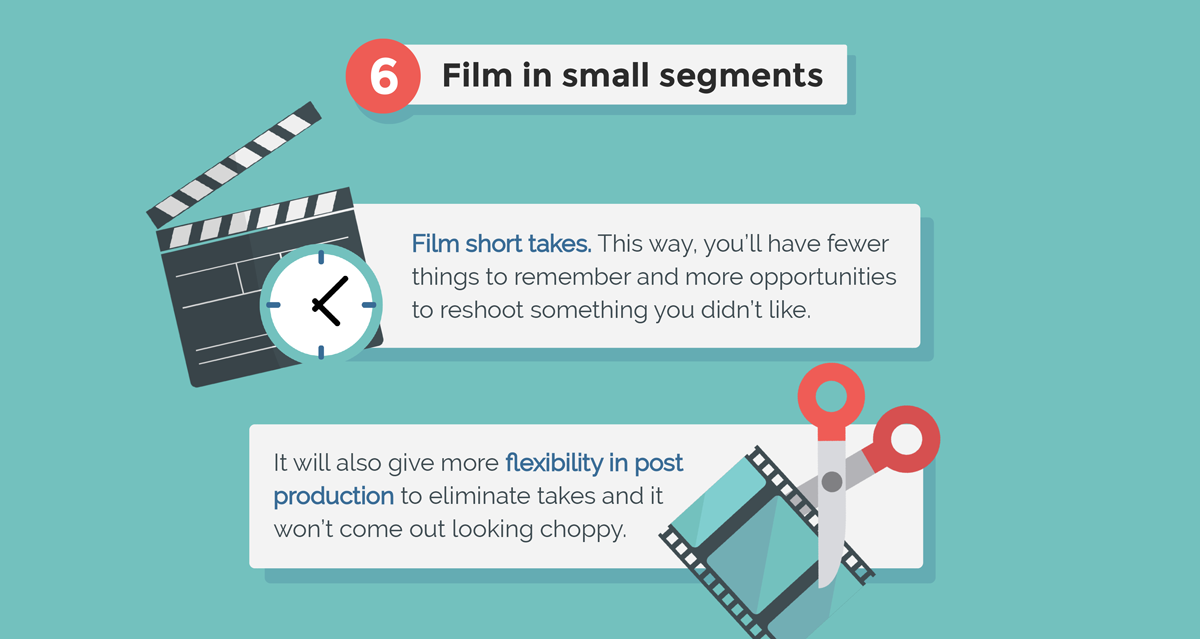 6 Film in small segments
Film short takes. This way, you’ll have fewer
things to remember and more opportunities
to reshoot something you didn’t like.
It will also give more flexibility in post
production to eliminate takes and it
won’t come out looking choppy.